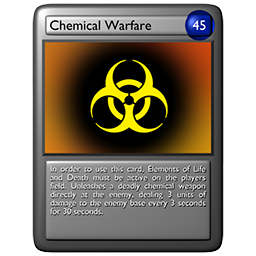 Chemical Warfare
45
In order to use this card, Elements of Life
and Death must be active on the players
field. Unleashes a deadly chemical weapon
directly at the enemy, dealing 3 units of
damage to the enemy base every 3 seconds
for 30 seconds.